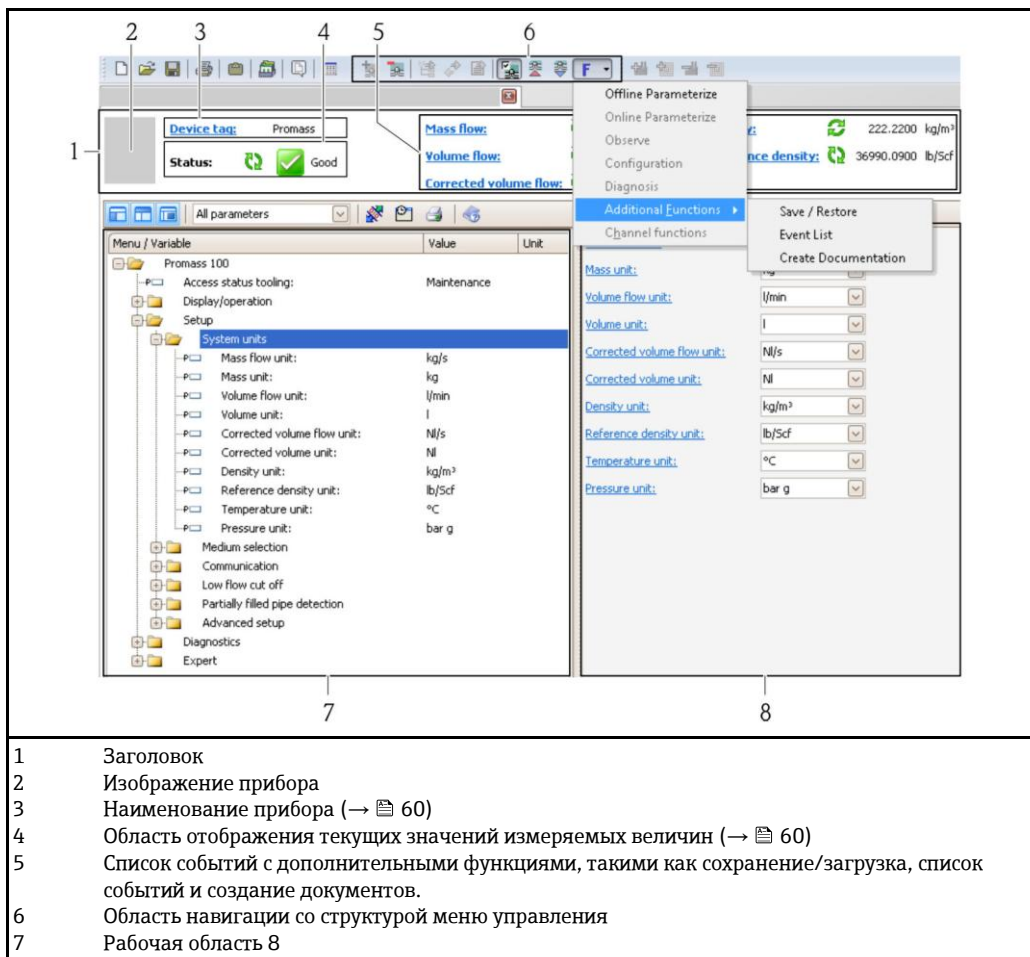 2 3 4 5 6
F
Offline Parameterize
Online Parameterize
Observe
Configuration
Diagnosis
Additional Functions
Channel functions
Save / Restore
Event List
Create Documentation
1
Device tag: Promass
Status: Good
Mass flow:
Volume flow:
Corrected volume flow:
y: 222.2200 kg/m³
nce density: 36990.0900 lb/Scf
All parameters
Menu / Variable Value Unit
Promass 100
Access status tooling: Maintenance
Display/operation
Setup
System units
Mass flow unit: kg/s
Mass unit: kg
Volume flow unit: l/min
Volume unit: l
Corrected volume flow unit: Nl/s
Corrected volume unit: Nl
Density unit: kg/m³
Reference density unit: lb/Scf
Temperature unit: °C
Pressure unit: bar g
Medium selection
Communication
Low flow cut off
Partially filled pipe detection
Advanced setup
Diagnostics
Expert
Mass unit: kg
Volume flow unit: l/min
Volume unit: l
Corrected volume flow unit: Nl/s
Corrected volume unit: Nl
Density unit: kg/m³
Reference density unit: lb/Scf
Temperature unit: °C
Pressure unit: bar g
7 8
1 Заголовок
2 Изображение прибора
3 Наименование прибора (→ 60)
4 Область отображения текущих значений измеряемых величин (→ 60)
5 Список событий с дополнительными функциями, такими как сохранение/загрузка, список
событий и создание документов.
6 Область навигации со структурой меню управления
7 Рабочая область 8